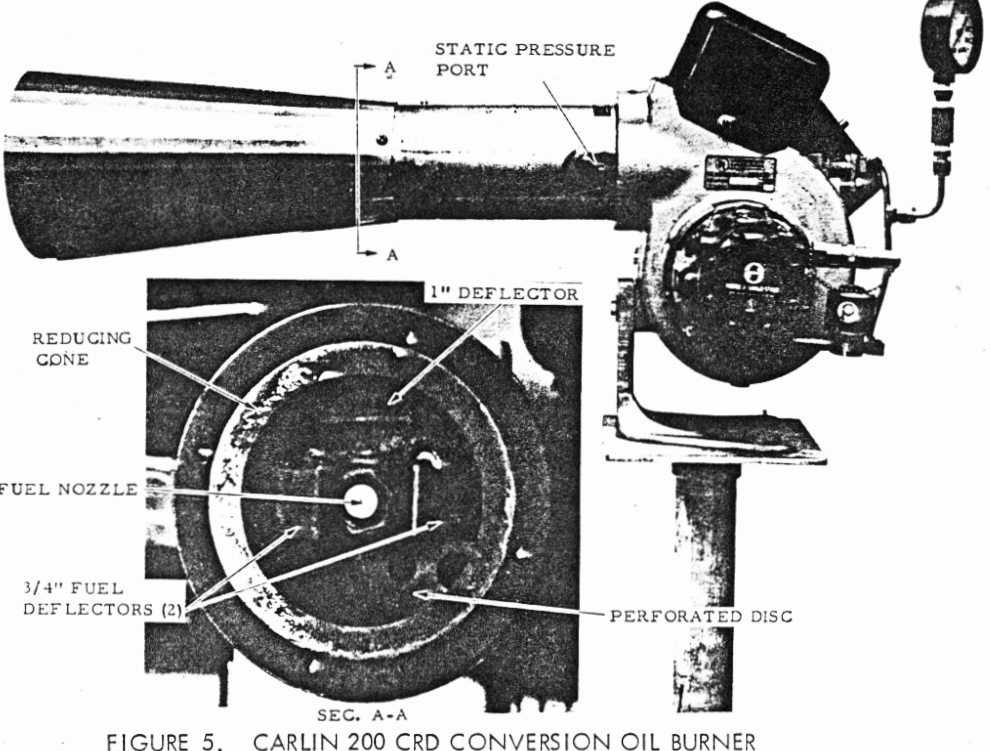 STATIC PRESSURE
PORT
A
A
1" DEFLECTOR
REDUCING
CONE
FUEL NOZZLE
3/4" FUEL
DEFLECTORS (2)
PERFORATED DISC
SEC. A-A
FIGURE 5. CARLIN 200 CRD CONVERSION OIL BURNER